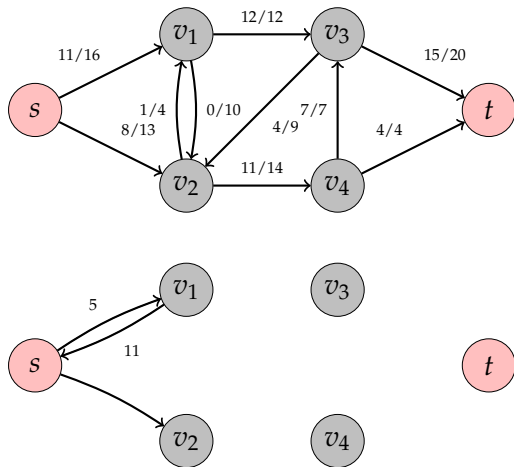 12/12
v1 v3
11/16 15/20
s 1/4 0/10 7/7 t
8/13 4/9 4/4
11/14
v2 v4
v1 v3
5
11
s t
v2 v4